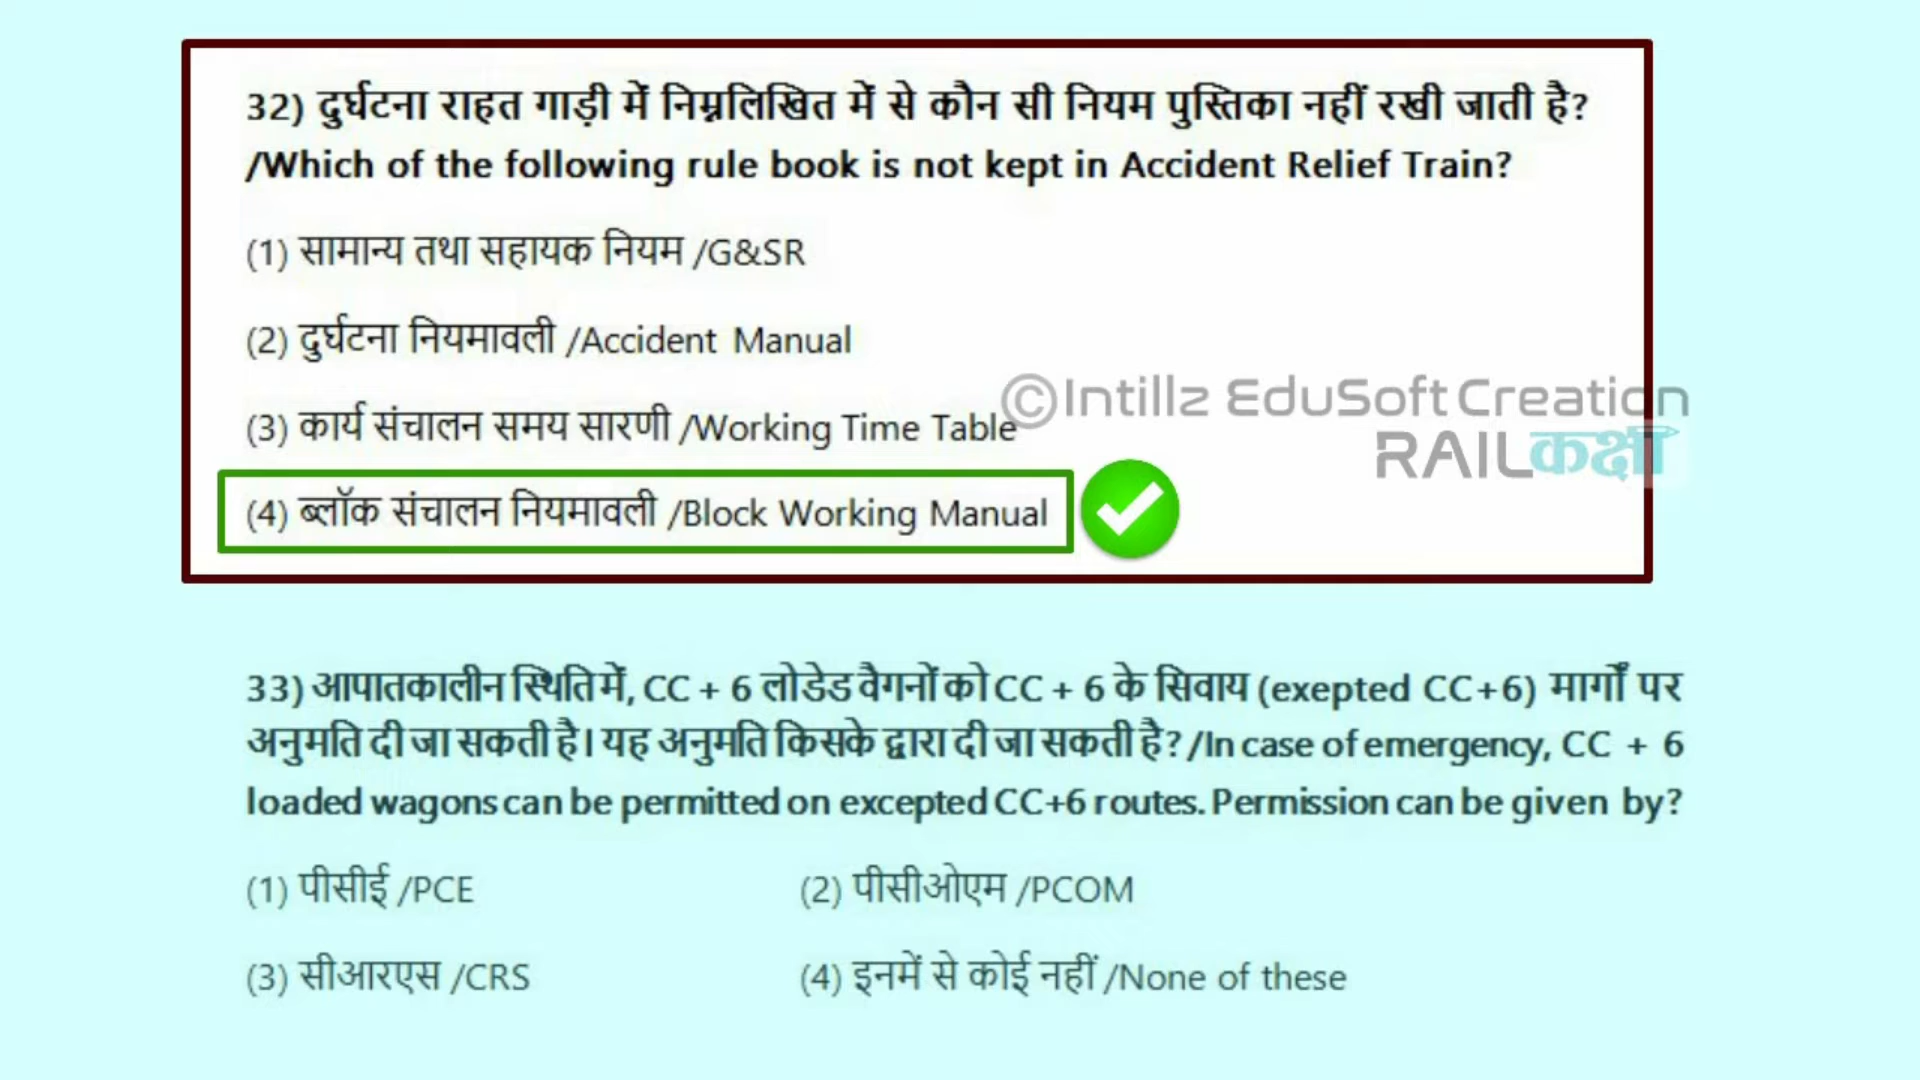 32) दुर्घटना राहत गाड़ी में निम्नलिखित में से कौन सी नियम पुस्तिका नहीं रखी जाती है?
/Which of the following rule book is not kept in Accident Relief Train?
(1) सामान्य तथा सहायक नियम /G&SR
(2) दुर्घटना नियमावली /Accident Manual
©Intillz EduSoft Creation
(3) कार्य संचालन समय सारणी /Working Time Table
RAILकक्षा
(4) ब्लॉक संचालन नियमावली /Block Working Manual
33) आपातकालीन स्थिति में, CC + 6 लोडेड वैगनों को CC + 6 के सिवाय (exepted CC+6) मार्गों पर
अनुमति दी जा सकती है। यह अनुमति किसके द्वारा दी जा सकती है? /In case of emergency, CC + 6
loaded wagons can be permitted on excepted CC+6 routes. Permission can be given by?
(1) पीसीई /PCE (2) पीसीओएम /PCOM
(3) सीआरएस /CRS (4) इनमें से कोई नहीं /None of these